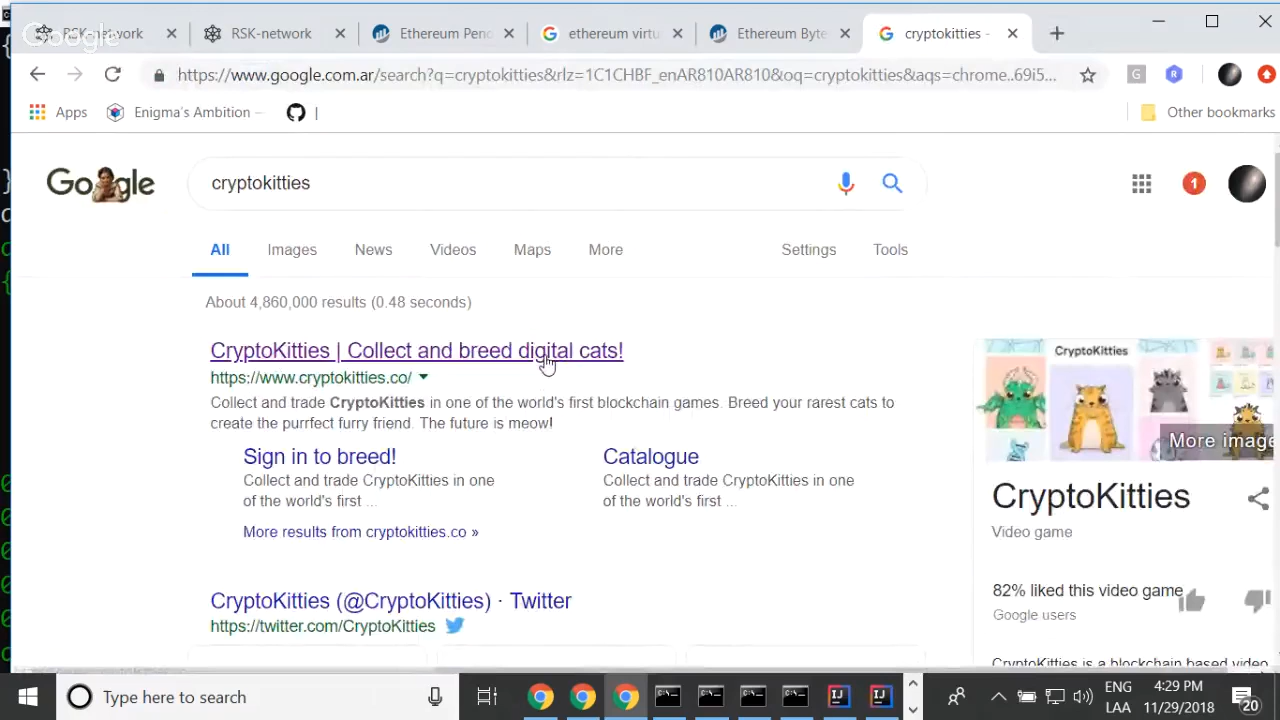 RSK-network
RSK-network
Ethereum Penc
ethereum virtu
Ethereum Byte
cryptokitties -
Google
https://www.google.com.ar/search?q=cryptokitties&rlz=1C1CHBF_enAR810AR810&oq=cryptokitties&aqs=chrome..69i5...
Apps
Enigma's Ambition –
Other bookmarks
Google
cryptokitties
1
All
Images
News
Videos
Maps
More
Settings
Tools
About 4,860,000 results (0.48 seconds)
CryptoKitties | Collect and breed digital cats!
https://www.cryptokitties.co/
Collect and trade CryptoKitties in one of the world's first blockchain games. Breed your rarest cats to
create the purrfect furry friend. The future is meow!
Sign in to breed!
Collect and trade CryptoKitties in one
of the world's first ...
Catalogue
Collect and trade CryptoKitties in one
of the world's first ...
More results from cryptokitties.co »
CryptoKitties (@CryptoKitties) · Twitter
https://twitter.com/CryptoKitties
CryptoKitties
More image
CryptoKitties
Video game
82% liked this video game
Google users
CryptoKitties is a blockchain based video
Type here to search
ENG
LAA
4:29 PM
11/29/2018
20